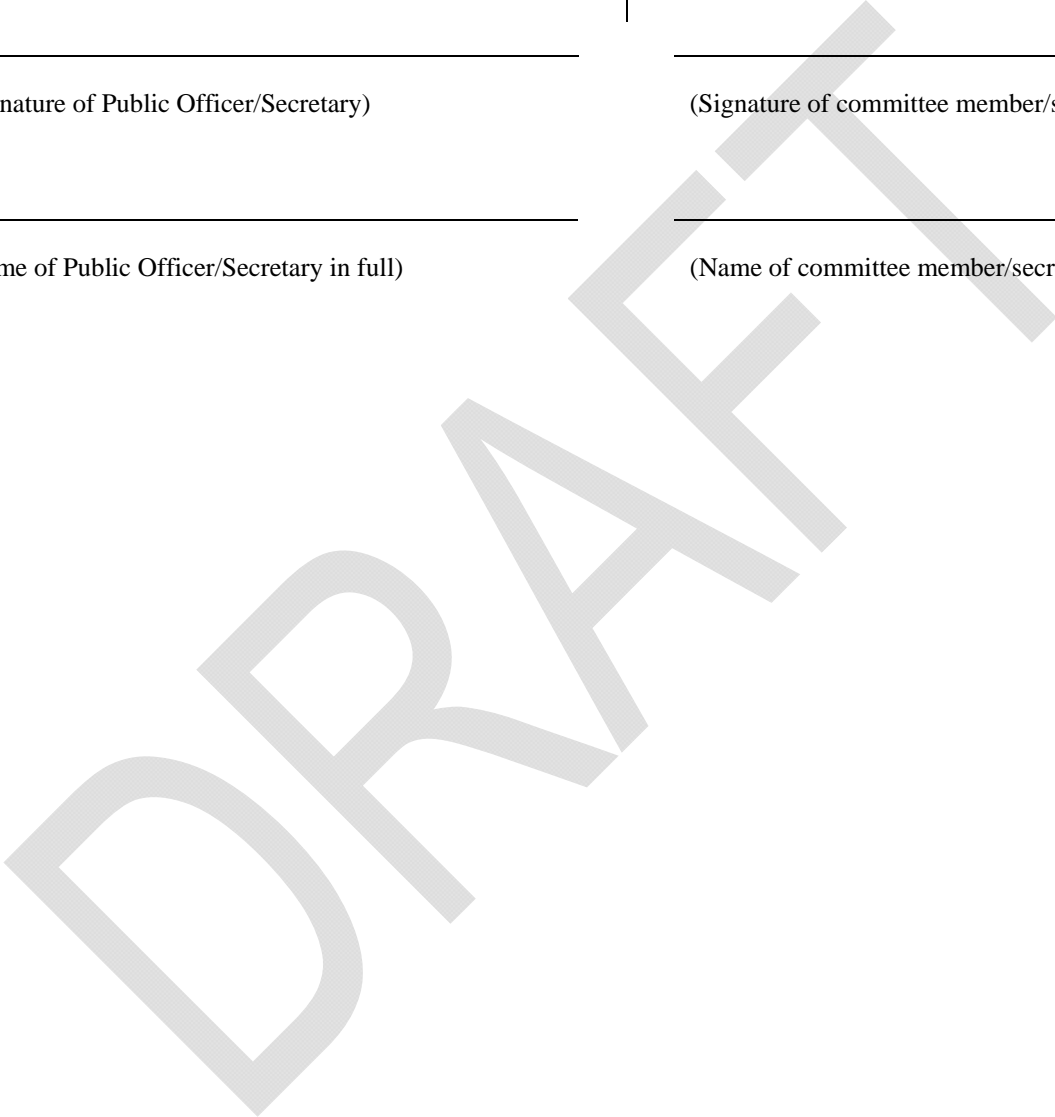 nature of Public Officer/Secretary)
(Signature of committee member/s
me of Public Officer/Secretary in full)
(Name of committee member/secr
DRAFT